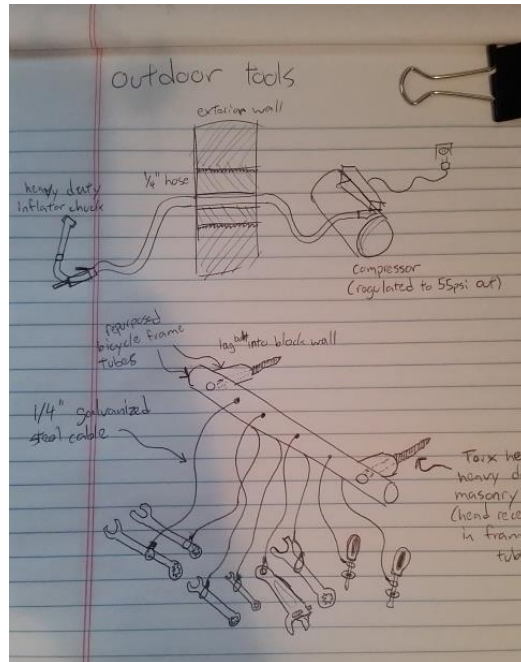 outdoor tools
exterior wall
1/4" hose
heavy duty
inflator chuck
compressor
(regulated to 55psi out)
repurposed
bicycle frame
tubes
lag bolt into block wall
1/4" galvanized
steel cable
Torx he
heavy d
masonry
(head rece
in fram
tub